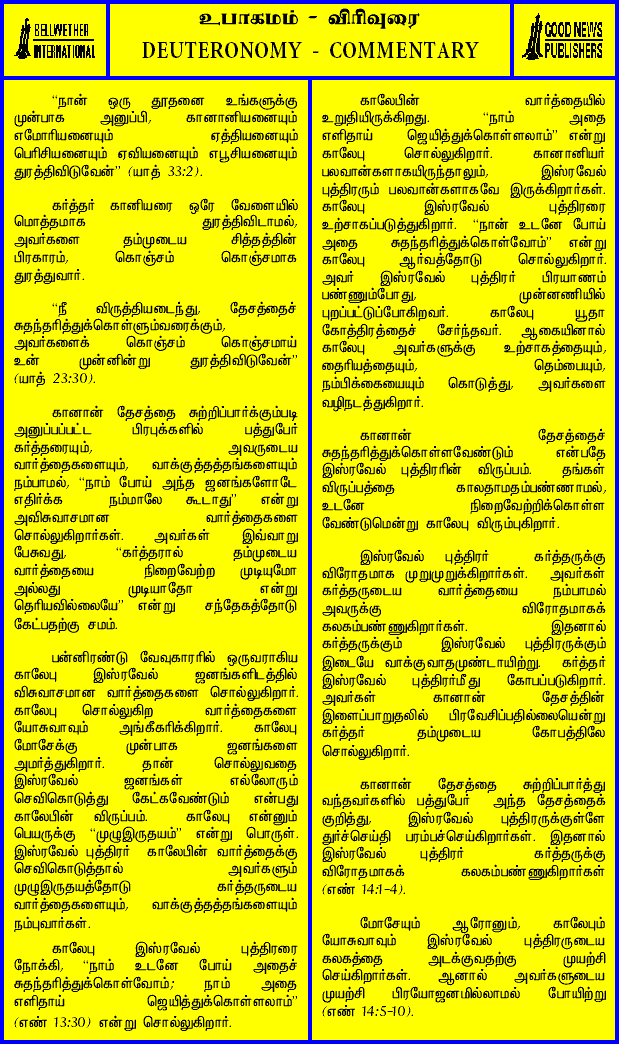 BELLWETHER
INTERNATIONAL
உபாகமம் - விரிவுரை
DEUTERONOMY - COMMENTARY
GOOD NEWS
PUBLISHERS
“நான் ஒரு தூதனை உங்களுக்கு
முன்பாக அனுப்பி, கானானியனையும்
எமோரியனையும் ஏத்தியனையும்
பெரிசியனையும் ஏவியனையும் எபூசியனையும்
துரத்திவிடுவேன்” (யாத் 33:2).
கர்த்தர் கானியரை ஒரே வேளையில்
மொத்தமாக துரத்திவிடாமல்,
அவர்களை தம்முடைய சித்தத்தின்
பிரகாரம், கொஞ்சம் கொஞ்சமாக
துரத்துவார்.
“நீ விருத்தியடைந்து, தேசத்தைச்
சுதந்தரித்துக்கொள்ளும்வரைக்கும்,
அவர்களைக் கொஞ்சம் கொஞ்சமாய்
உன் முன்னின்று துரத்திவிடுவேன்”
(யாத் 23:30).
கானான் தேசத்தை சுற்றிப்பார்க்கும்படி
அனுப்பப்பட்ட பிரபுக்களில் பத்துபேர்
கர்த்தரையும், அவருடைய
வார்த்தைகளையும், வாக்குத்தத்தங்களையும்
நம்பாமல், “நாம் போய் அந்த ஜனங்களோடே
எதிர்க்க நம்மாலே கூடாது” என்று
அவிசுவாசமான வார்த்தைகளை
சொல்லுகிறார்கள். அவர்கள் இவ்வாறு
பேசுவது, “கர்த்தரால் தம்முடைய
வார்த்தையை நிறைவேற்ற முடியுமோ
அல்லது முடியாதோ என்று
தெரியவில்லையே” என்று சந்தேகத்தோடு
கேட்பதற்கு சமம்.
பன்னிரண்டு வேவுகாரரில் ஒருவராகிய
காலேபு இஸ்ரவேல் ஜனங்களிடத்தில்
விசுவாசமான வார்த்தைகளை சொல்லுகிறார்.
காலேபு சொல்லுகிற வார்த்தைகளை
யோசுவாவும் அங்கீகரிக்கிறார். காலேபு
மோசேக்கு முன்பாக ஜனங்களை
அமர்த்துகிறார். தான் சொல்லுவதை
இஸ்ரவேல் ஜனங்கள் எல்லோரும்
செவிகொடுத்து கேட்கவேண்டும் என்பது
காலேபின் விருப்பம். காலேபு என்னும்
பெயருக்கு “முழுஇருதயம்” என்று பொருள்.
இஸ்ரவேல் புத்திரர் காலேபின் வார்த்தைக்கு
செவிகொடுத்தால் அவர்களும்
முழுஇருதயத்தோடு கர்த்தருடைய
வார்த்தைகளையும், வாக்குத்தத்தங்களையும்
நம்புவார்கள்.
காலேபு இஸ்ரவேல் புத்திரரை
நோக்கி, “நாம் உடனே போய் அதைச்
சுதந்தரித்துக்கொள்வோம்; நாம் அதை
எளிதாய் ஜெயித்துக்கொள்ளலாம்”
(எண் 13:30) என்று சொல்லுகிறார்.
காலேபின் வார்த்தையில்
உறுதியிருக்கிறது. “நாம் அதை
எளிதாய் ஜெயித்துக்கொள்ளலாம்” என்று
காலேபு சொல்லுகிறார். கானானியர்
பலவான்களாகயிருந்தாலும், இஸ்ரவேல்
புத்திரரும் பலவான்களாகவே இருக்கிறார்கள்.
காலேபு இஸ்ரவேல் புத்திரரை
உற்சாகப்படுத்துகிறார். “நான் உடனே போய்
அதை சுதந்தரித்துக்கொள்வோம்” என்று
காலேபு ஆர்வத்தோடு சொல்லுகிறார்.
அவர் இஸ்ரவேல் புத்திரர் பிரயாணம்
பண்ணும்போது, முன்னணியில்
புறப்பட்டுப்போகிறவர். காலேபு யூதா
கோத்திரத்தைச் சேர்ந்தவர். ஆகையினால்
காலேபு அவர்களுக்கு உற்சாகத்தையும்,
தைரியத்தையும், தெம்பையும்,
நம்பிக்கையையும் கொடுத்து, அவர்களை
வழிநடத்துகிறார்.
கானான் தேசத்தைச்
சுதந்தரித்துக்கொள்ளவேண்டும் என்பதே
இஸ்ரவேல் புத்திரரின் விருப்பம். தங்கள்
விருப்பத்தை காலதாமதம்பண்ணாமல்,
உடனே நிறைவேற்றிக்கொள்ள
வேண்டுமென்று காலேபு விரும்புகிறார்.
இஸ்ரவேல் புத்திரர் கர்த்தருக்கு
விரோதமாக முறுமுறுக்கிறார்கள். அவர்கள்
கர்த்தருடைய வார்த்தையை நம்பாமல்
அவருக்கு விரோதமாகக்
கலகம்பண்ணுகிறார்கள். இதனால்
கர்த்தருக்கும் இஸ்ரவேல் புத்திரருக்கும்
இடையே வாக்குவாதமுண்டாயிற்று. கர்த்தர்
இஸ்ரவேல் புத்திரர்மீது கோபப்படுகிறார்.
அவர்கள் கானான் தேசத்தின்
இளைப்பாறுதலில் பிரவேசிப்பதில்லையென்று
கர்த்தர் தம்முடைய கோபத்திலே
சொல்லுகிறார்.
கானான் தேசத்தை சுற்றிப்பார்த்து
வந்தவர்களில் பத்துபேர் அந்த தேசத்தைக்
குறித்து, இஸ்ரவேல் புத்திரருக்குள்ளே
துர்ச்செய்தி பரம்பச்செய்கிறார்கள். இதனால்
இஸ்ரவேல் புத்திரர் கர்த்தருக்கு
விரோதமாகக் கலகம்பண்ணுகிறார்கள்
(எண் 14:1-4).
மோசேயும் ஆரோனும், காலேபும்
யோசுவாவும் இஸ்ரவேல் புத்திரருடைய
கலகத்தை அடக்குவதற்கு முயற்சி
செய்கிறார்கள். ஆனால் அவர்களுடைய
முயற்சி பிரயோஜனமில்லாமல் போயிற்று
(எண் 14:5-10).